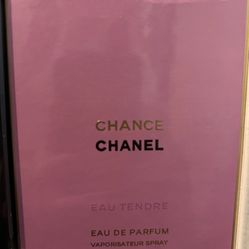 CHANCE
CHANEL
EAU TENDRE
EAU DE PARFUM
VAPORISATEUR SPRAY